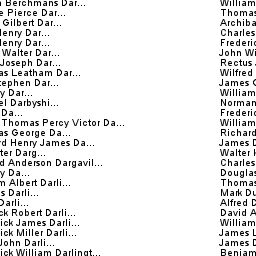 Berchmans Dar... William
Pierce Dar... Thomas
Gilbert Dar... Archiba
Henry Dar... Charles
Henry Dar... Frederic
Walter Dar... John Wi
Joseph Dar... Rectus
as Leatham Dar... Wilfred
tephen Dar... James
y Dar... William
el Darbyshi... Norman
Da... Frederic
Thomas Percy Victor Da... William
as George Da... Richard
rd Henry James Da... James D
ter Darg... Walter
d Anderson Dargavil... Charles
y Da... Douglas
m Albert Darli... Thomas
s Darli... Mark Du
Darli... Alfred D
ck Robert Darli... David A
rick James Darli... William
rick Miller Darli... James L
John Darli... James D
ick William Darlingt... Benjam